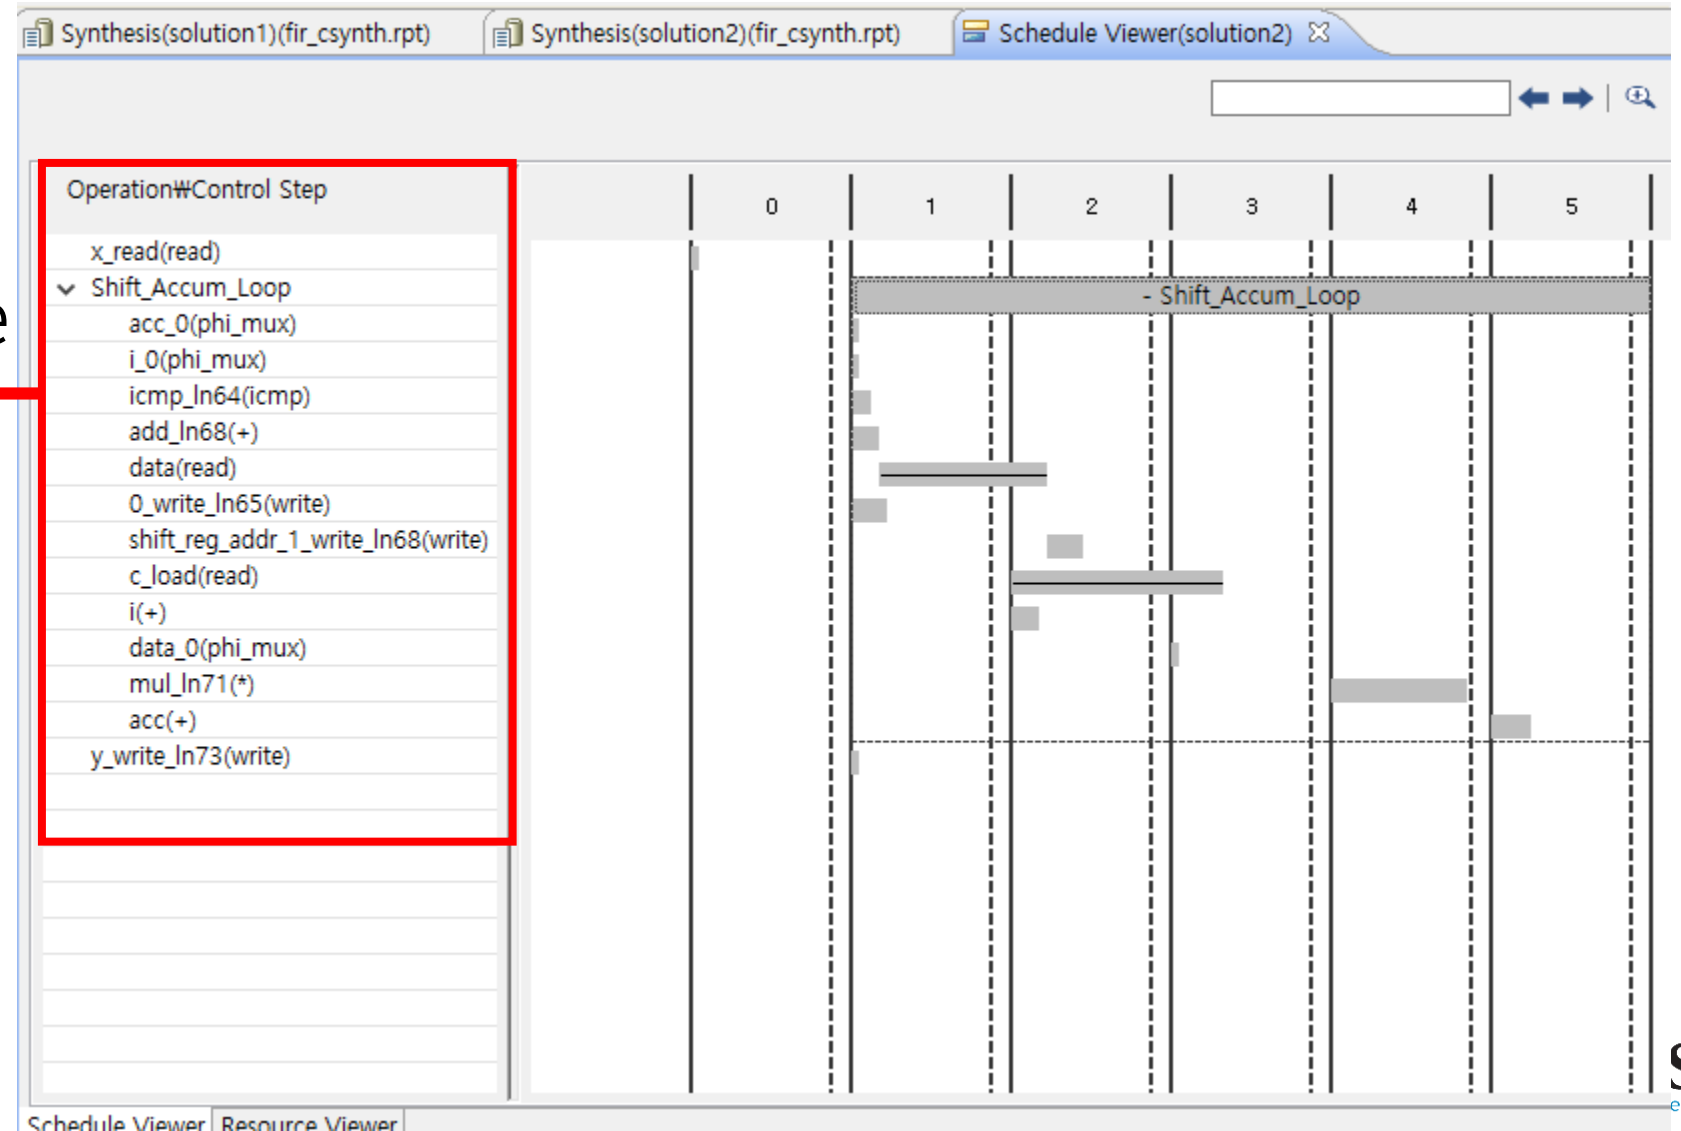 Synthesis(solution1)(fir_csynth.rpt)
Synthesis(solution2)(fir_csynth.rpt)
Schedule Viewer(solution2)
Operation₩Control Step
0 1 2 3 4 5
x_read(read)
Shift_Accum_Loop
- Shift_Accum_Loop
acc_0(phi_mux)
i_0(phi_mux)
icmp_ln64(icmp)
add_ln68(+)
data(read)
0_write_ln65(write)
shift_reg_addr_1_write_ln68(write)
c_load(read)
i(+)
data_0(phi_mux)
mul_ln71(*)
acc(+)
y_write_ln73(write)
Schedule Viewer
Resource Viewer